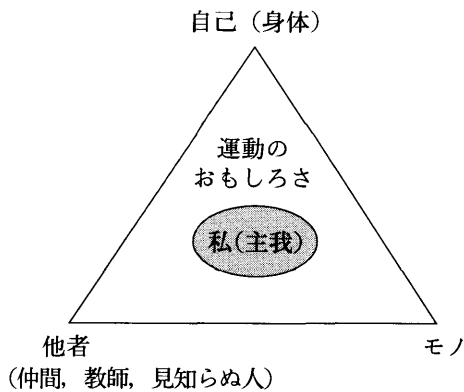 自己（身体）
運動の
おもしろさ
私(主我)
他者
モノ
(仲間，教師，見知らぬ人)